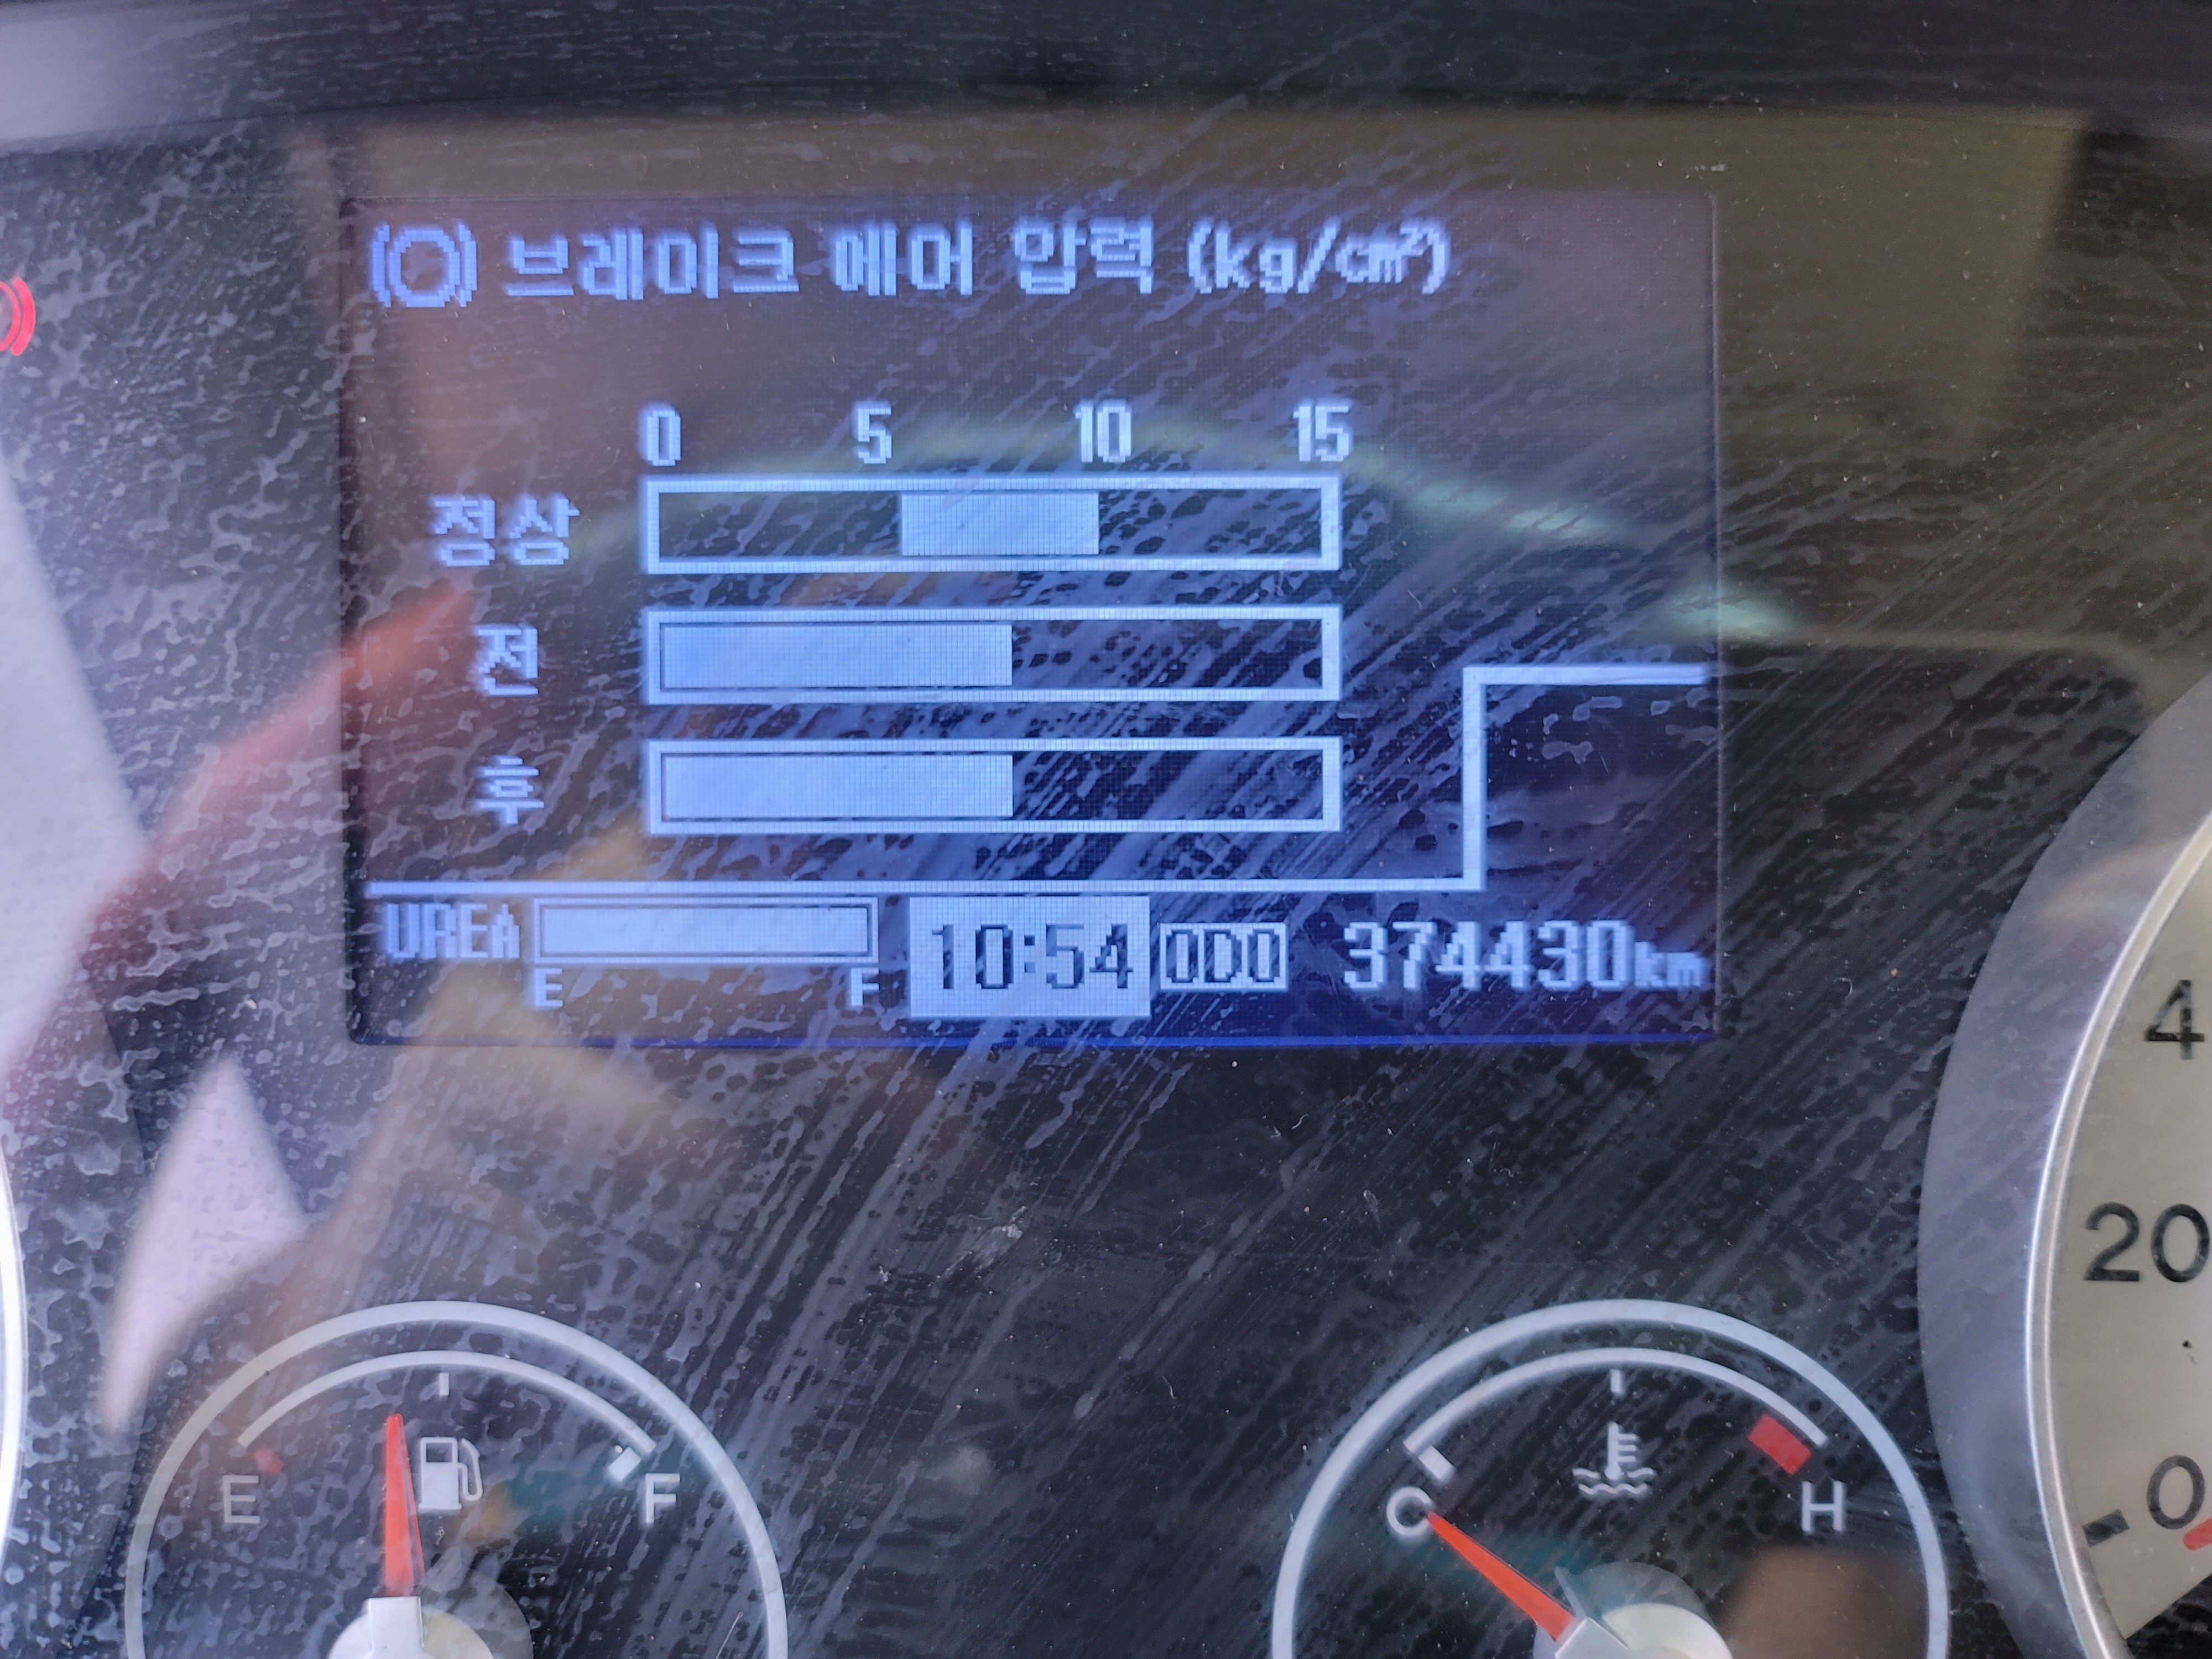 브레이크 에어 압력 (kg/cm²)
0 5 10 15
정상
전
후
UREA E F 10:54 ODO 374430km
4
20
0
E F
C H